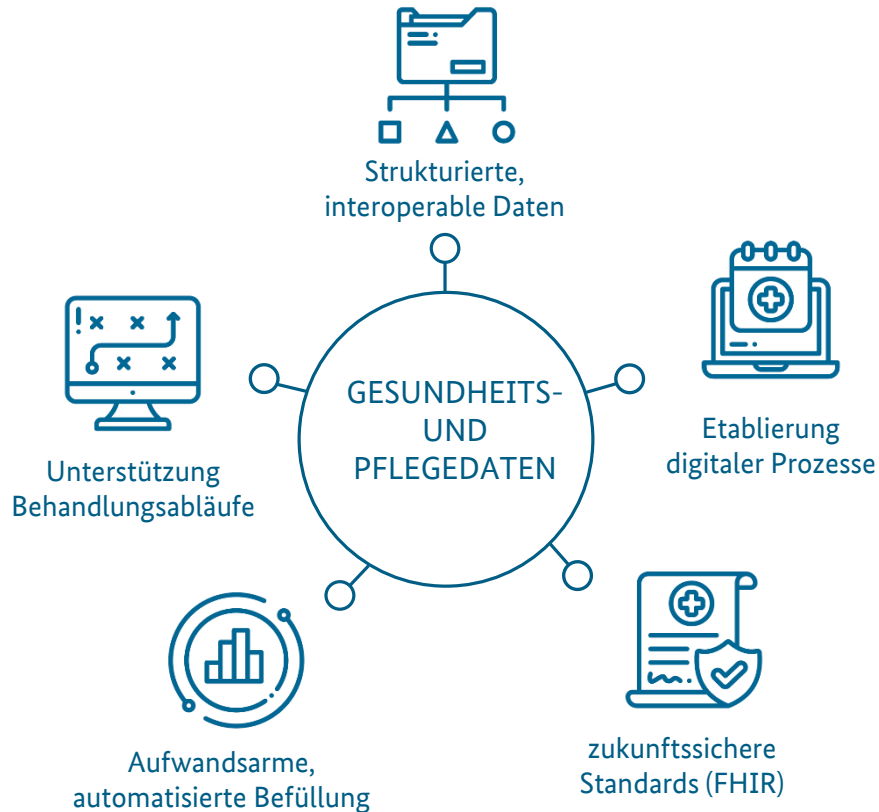 Strukturierte,
interoperable Daten
GESUNDHEITS-
UND
PFLEGEDATEN
Etablierung
digitaler Prozesse
Unterstützung
Behandlungsabläufe
Aufwandsarme,
automatisierte Befüllung
zukunftssichere
Standards (FHIR)